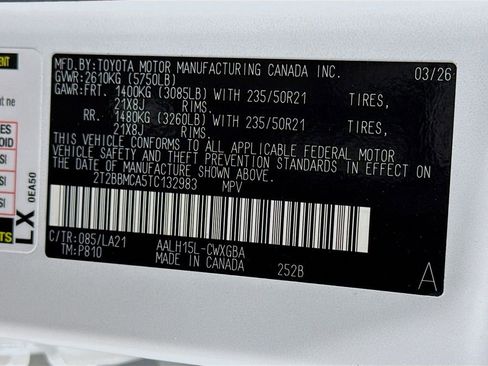 MFD.BY:TOYOTA MOTOR MANUFACTURING CANADA INC. 03/26
GVWR:2610KG (5750LB)
GAWR:FRT. 1400KG (3085LB) WITH 235/50R21 TIRES,
21X8J RIMS.
RR. 1480KG (3260LB) WITH 235/50R21 TIRES,
21X8J RIMS.
THIS VEHICLE CONFORMS TO ALL APPLICABLE FEDERAL MOTOR
VEHICLE SAFETY AND THEFT PREVENTION STANDARDS IN EFFECT ON THE
DATE OF MANUFACTURE SHOWN ABOVE.
2T2BBMCA5TC132983 MPV
C/TR:085/LA21 AALH15L-CWXGBA
TM:P810 MADE IN CANADA 252B A
LX 0EA50